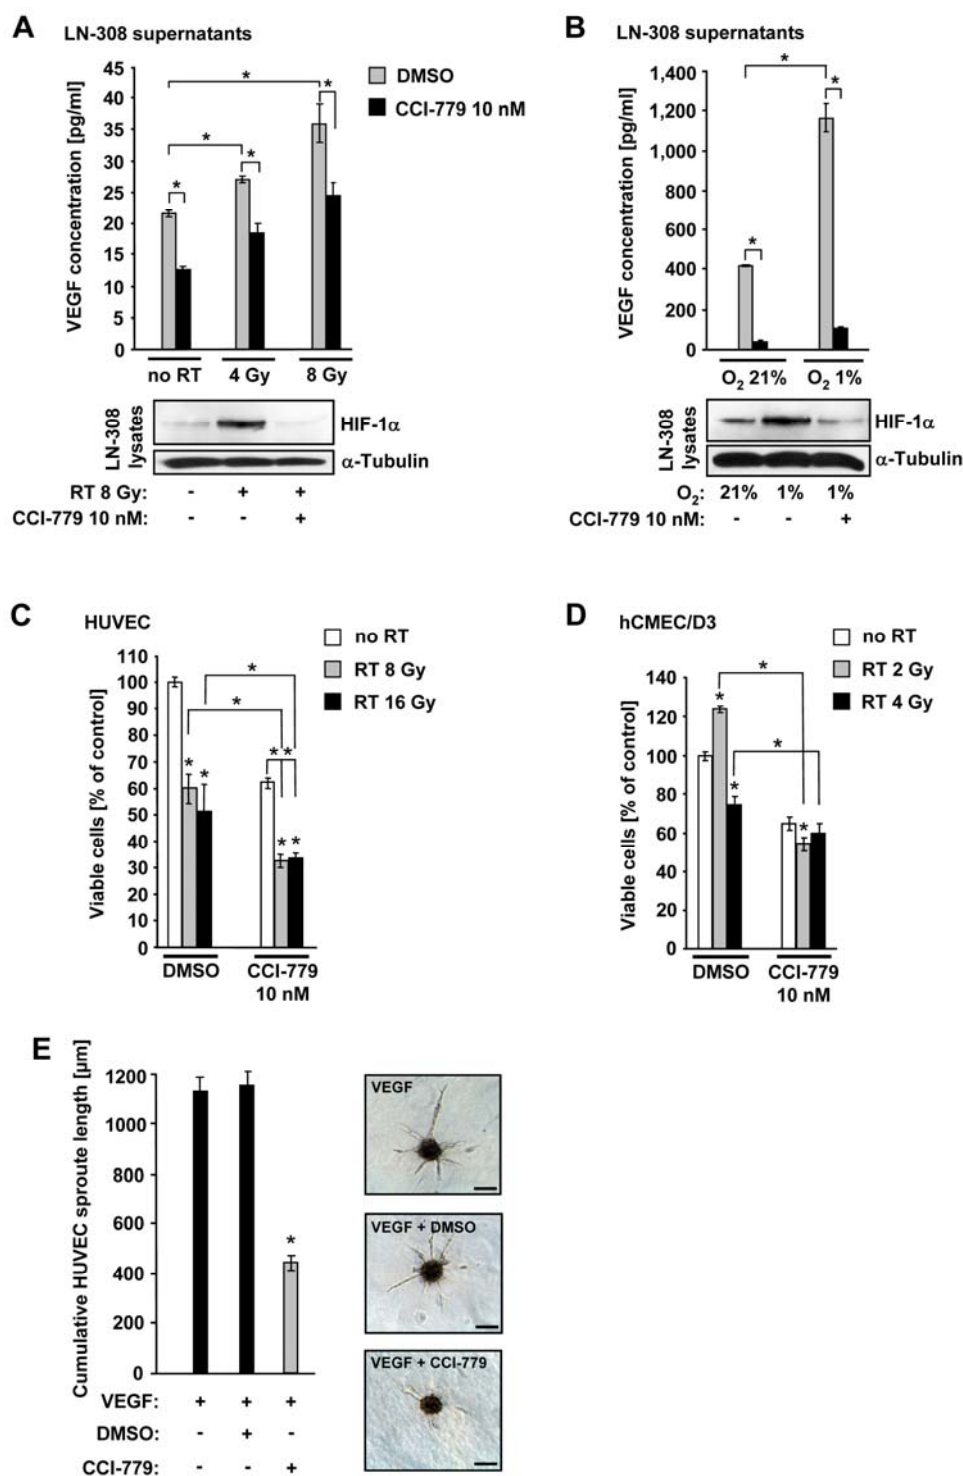 A LN-308 supernatants
VEGF concentration [pg/ml]
45
40
35
30
25
20
15
10
5
0
* * * * *
DMSO
CCI-779 10 nM
no RT 4 Gy 8 Gy
LN-308 lysates
HIF-1α
α-Tubulin
RT 8 Gy: - + +
CCI-779 10 nM: - - +
B LN-308 supernatants
VEGF concentration [pg/ml]
1,400
1,200
1,000
800
600
400
200
0
* * *
O2 21% O2 1%
LN-308 lysates
HIF-1α
α-Tubulin
O2: 21% 1% 1%
CCI-779 10 nM: - - +
C HUVEC
Viable cells [% of control]
110
100
90
80
70
60
50
40
30
20
10
0
* * * * * * * *
no RT
RT 8 Gy
RT 16 Gy
DMSO CCI-779
10 nM
D hCMEC/D3
Viable cells [% of control]
140
120
100
80
60
40
20
0
* * * * *
no RT
RT 2 Gy
RT 4 Gy
DMSO CCI-779
10 nM
E
Cumulative HUVEC sproute length [µm]
1200
1000
800
600
400
200
0
*
VEGF: + + +
DMSO: - + -
CCI-779: - - +
VEGF
VEGF + DMSO
VEGF + CCI-779